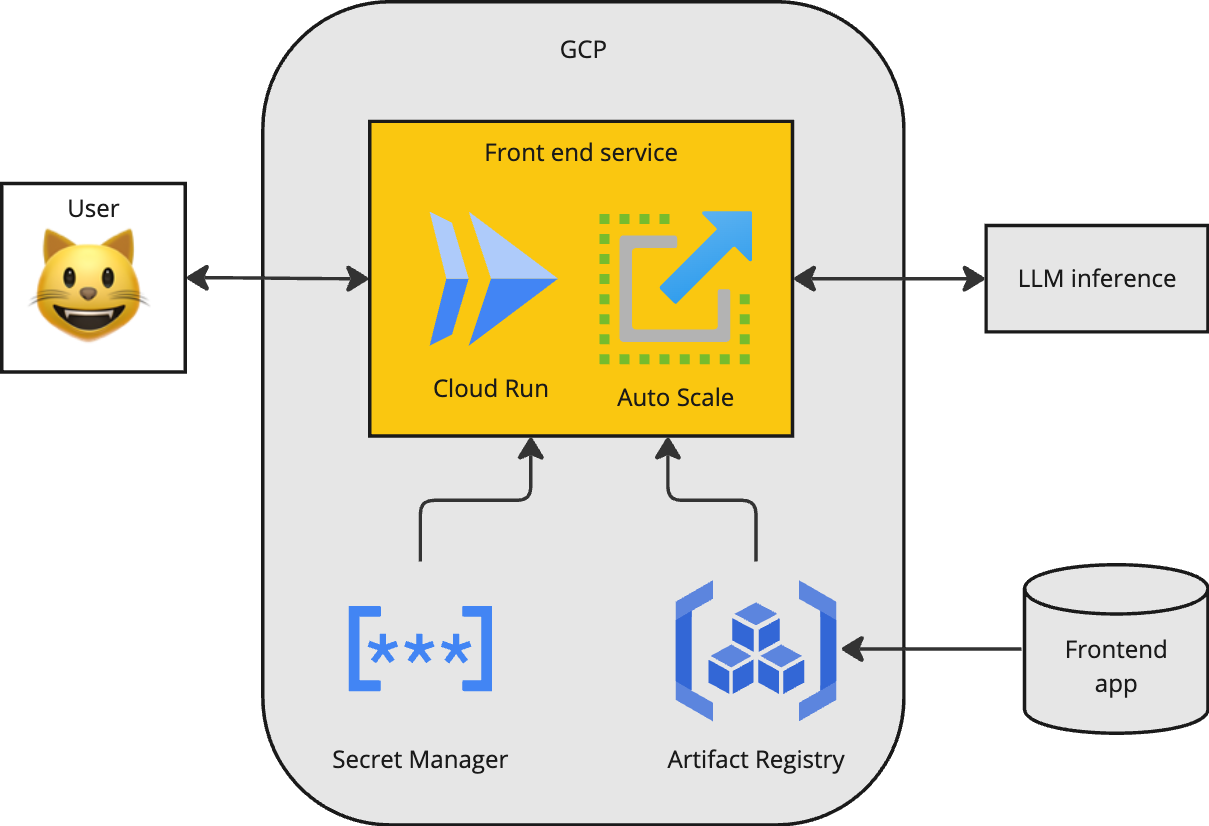 GCP
Front end service
User
Cloud Run
Auto Scale
LLM inference
***
Secret Manager
Artifact Registry
Frontend
app